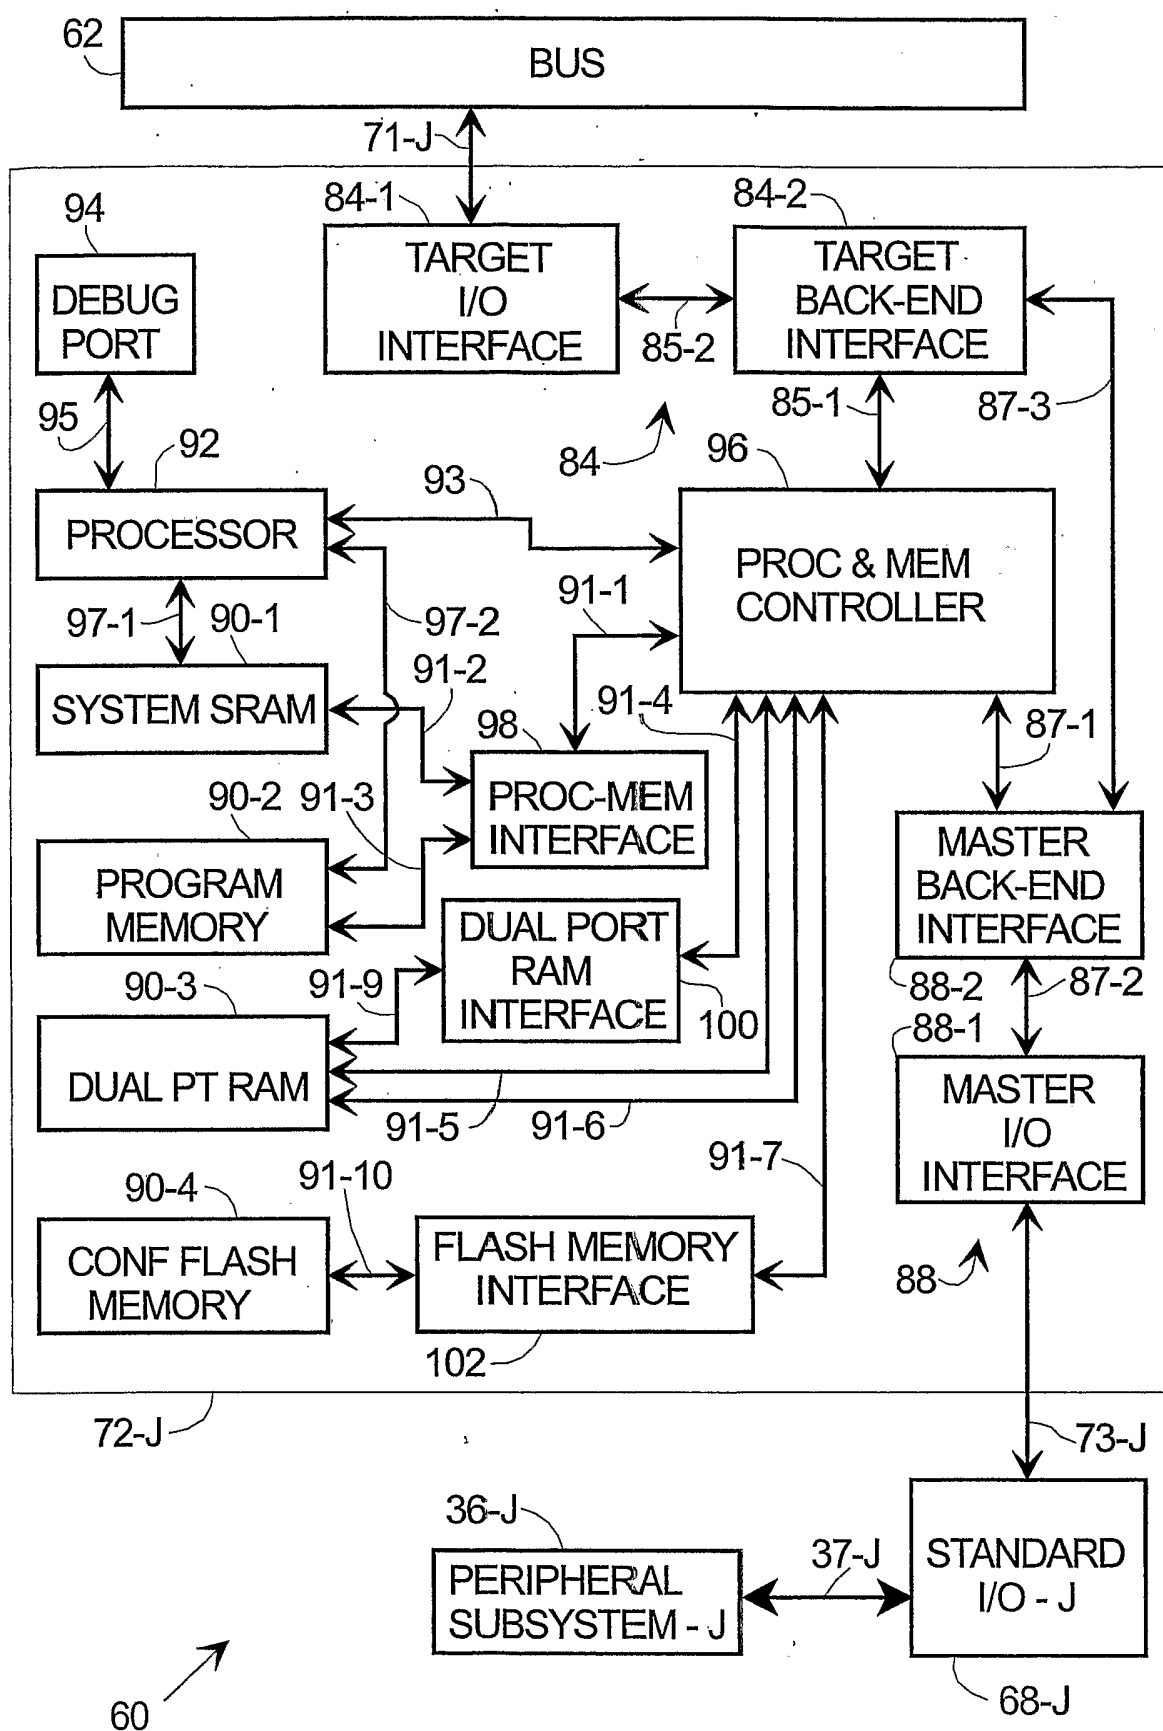 62
BUS
71-J
84-1
84-2
94
TARGET
I/O
INTERFACE
TARGET
BACK-END
INTERFACE
DEBUG
PORT
85-2
85-1
87-3
95
92
84
96
93
PROCESSOR
PROC & MEM
CONTROLLER
91-1
97-1
90-1
97-2
91-2
91-4
SYSTEM SRAM
98
87-1
90-2
91-3
PROC-MEM
INTERFACE
MASTER
BACK-END
INTERFACE
PROGRAM
MEMORY
DUAL PORT
RAM
INTERFACE
90-3
91-9
100
88-2
87-2
88-1
DUAL PT RAM
MASTER
I/O
INTERFACE
91-5
91-6
91-7
90-4
91-10
CONF FLASH
MEMORY
FLASH MEMORY
INTERFACE
88
102
72-J
73-J
36-J
PERIPHERAL
SUBSYSTEM - J
37-J
STANDARD
I/O - J
60
68-J